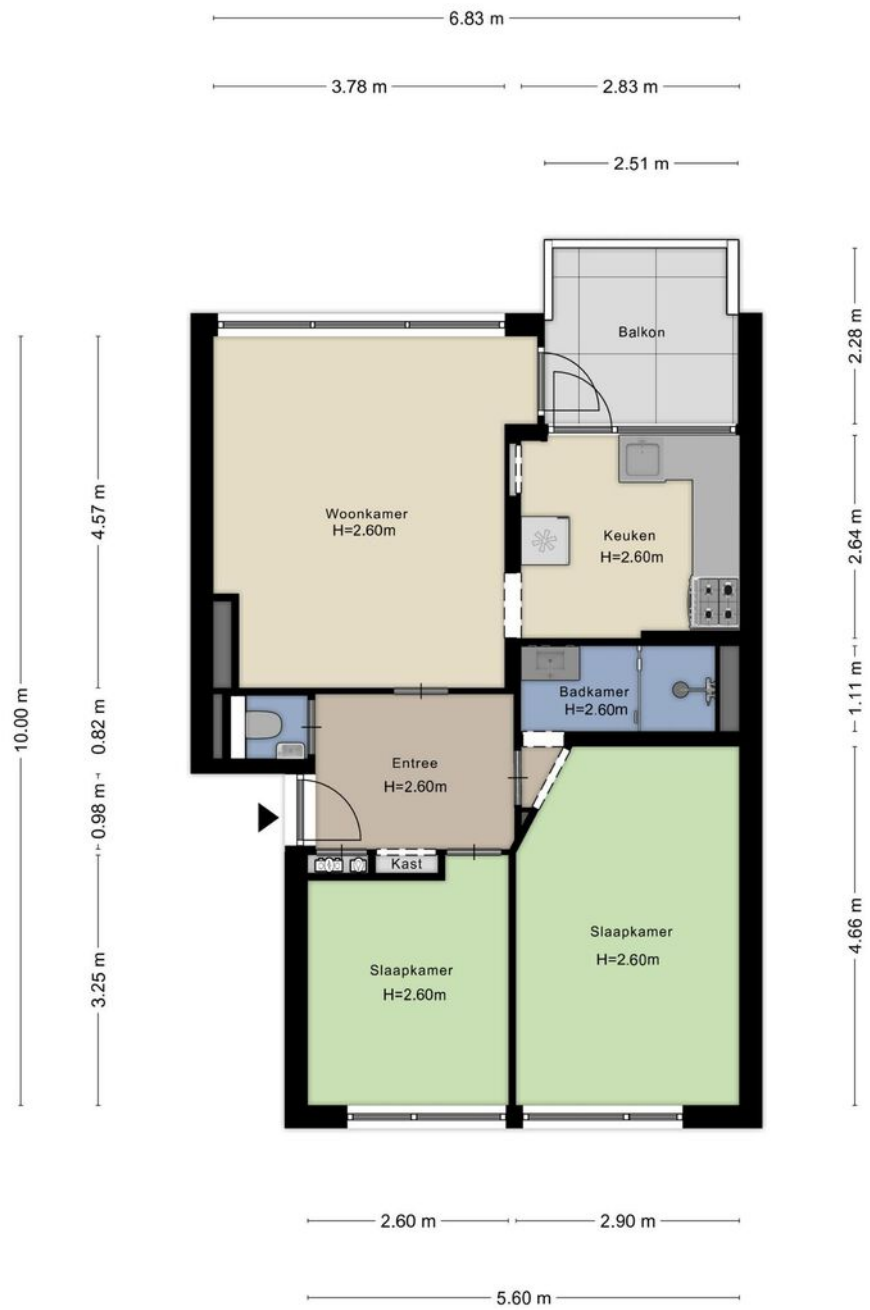 6.83 m
3.78 m
2.83 m
2.51 m
Balkon
2.28 m
10.00 m
4.57 m
Woonkamer
H=2.60m
Keuken
H=2.60m
2.64 m
Badkamer
H=2.60m
1.11 m
0.82 m
Entree
H=2.60m
0.98 m
Kast
Slaapkamer
H=2.60m
Slaapkamer
H=2.60m
3.25 m
4.66 m
2.60 m
2.90 m
5.60 m